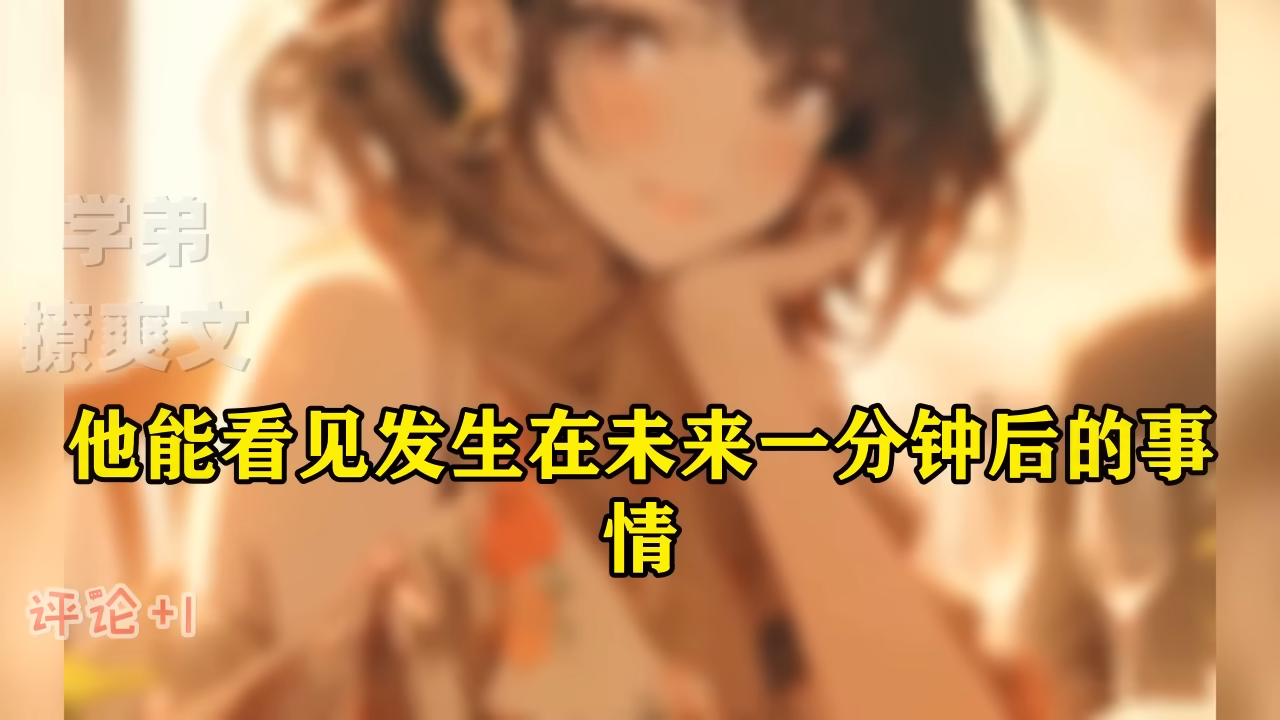 学弟
撩爽文
他能看见发生在未来一分钟后的事
情
评论+1